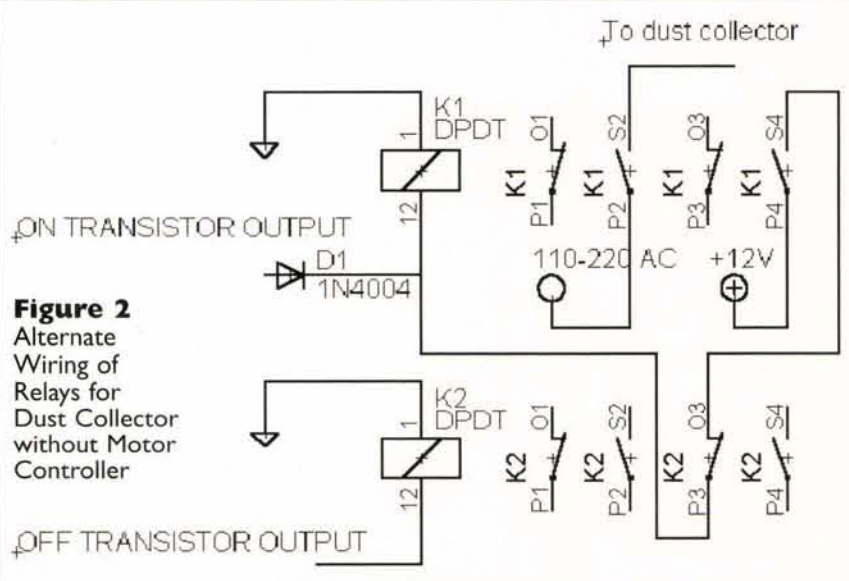 To dust collector
K1
DPDT
1
12
O1
S2
O3
S4
K1
K1
K1
K1
P1
P2
P3
P4
ON TRANSISTOR OUTPUT
D1
1N4004
110-220 AC
+12V
Figure 2
Alternate
Wiring of
Relays for
Dust Collector
without Motor
Controller
K2
DPDT
1
12
O1
S2
O3
S4
K2
K2
K2
K2
P1
P2
P3
P4
OFF TRANSISTOR OUTPUT